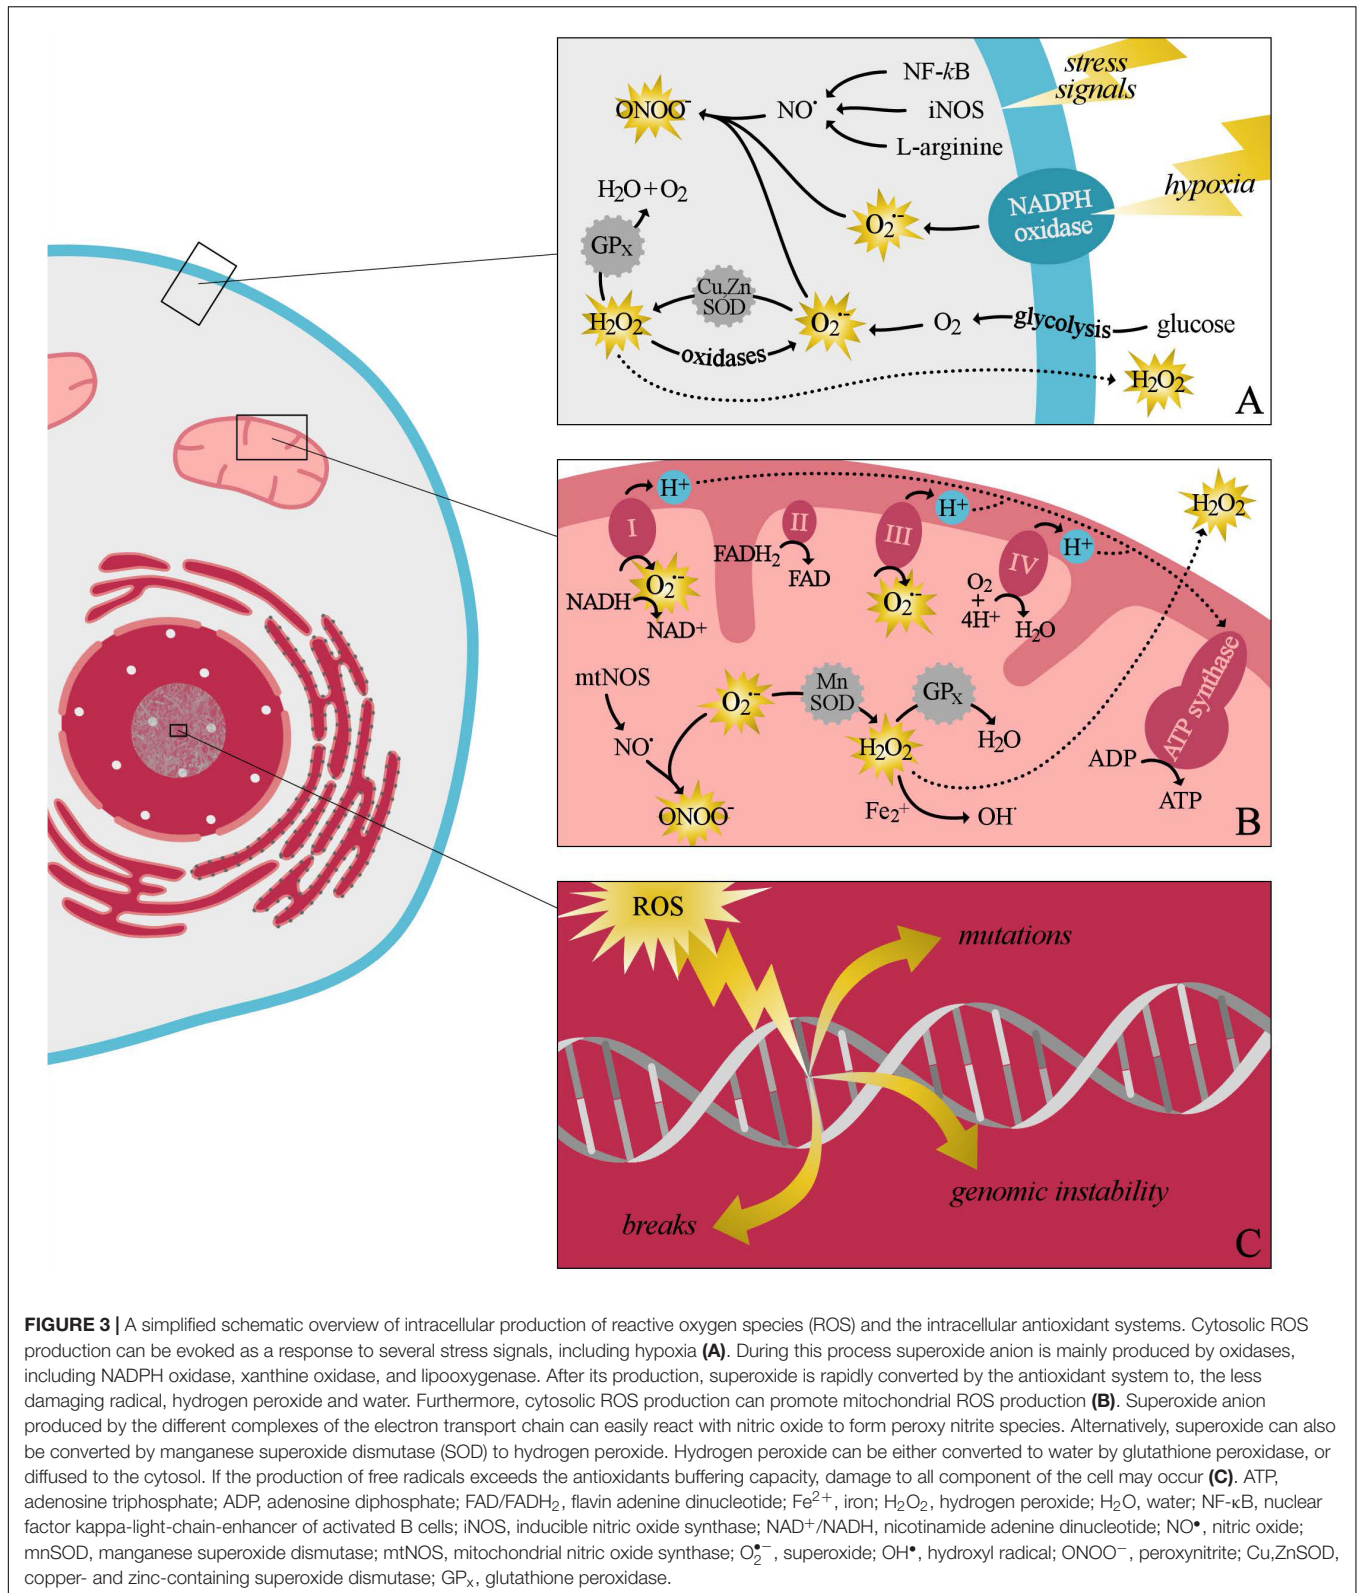 NF-kB
stress
signals
ONOO⁻
NO•
iNOS
L-arginine
H₂O + O₂
hypoxia
NADPH
oxidase
GPx
O₂•⁻
Cu,Zn
SOD
H₂O₂
O₂•⁻
O₂
glycolysis
glucose
oxidases
H₂O₂
A
H⁺
I
II
III
H⁺
H₂O₂
IV
H⁺
FADH₂
FAD
O₂•⁻
NADH
NAD⁺
O₂•⁻
O₂
+
4H⁺
H₂O
mtNOS
O₂•⁻
Mn
SOD
GPx
ATP synthase
NO•
H₂O₂
H₂O
ADP
ATP
ONOO⁻
Fe₂⁺
OH•
B
ROS
mutations
genomic instability
breaks
C
FIGURE 3 | A simplified schematic overview of intracellular production of reactive oxygen species (ROS) and the intracellular antioxidant systems. Cytosolic ROS
production can be evoked as a response to several stress signals, including hypoxia (A). During this process superoxide anion is mainly produced by oxidases,
including NADPH oxidase, xanthine oxidase, and lipooxygenase. After its production, superoxide is rapidly converted by the antioxidant system to, the less
damaging radical, hydrogen peroxide and water. Furthermore, cytosolic ROS production can promote mitochondrial ROS production (B). Superoxide anion
produced by the different complexes of the electron transport chain can easily react with nitric oxide to form peroxy nitrite species. Alternatively, superoxide can also
be converted by manganese superoxide dismutase (SOD) to hydrogen peroxide. Hydrogen peroxide can be either converted to water by glutathione peroxidase, or
diffused to the cytosol. If the production of free radicals exceeds the antioxidants buffering capacity, damage to all component of the cell may occur (C). ATP,
adenosine triphosphate; ADP, adenosine diphosphate; FAD/FADH₂, flavin adenine dinucleotide; Fe²⁺, iron; H₂O₂, hydrogen peroxide; H₂O, water; NF-κB, nuclear
factor kappa-light-chain-enhancer of activated B cells; iNOS, inducible nitric oxide synthase; NAD⁺/NADH, nicotinamide adenine dinucleotide; NO•, nitric oxide;
mnSOD, manganese superoxide dismutase; mtNOS, mitochondrial nitric oxide synthase; O₂•⁻, superoxide; OH•, hydroxyl radical; ONOO⁻, peroxynitrite; Cu,ZnSOD,
copper- and zinc-containing superoxide dismutase; GPₓ, glutathione peroxidase.